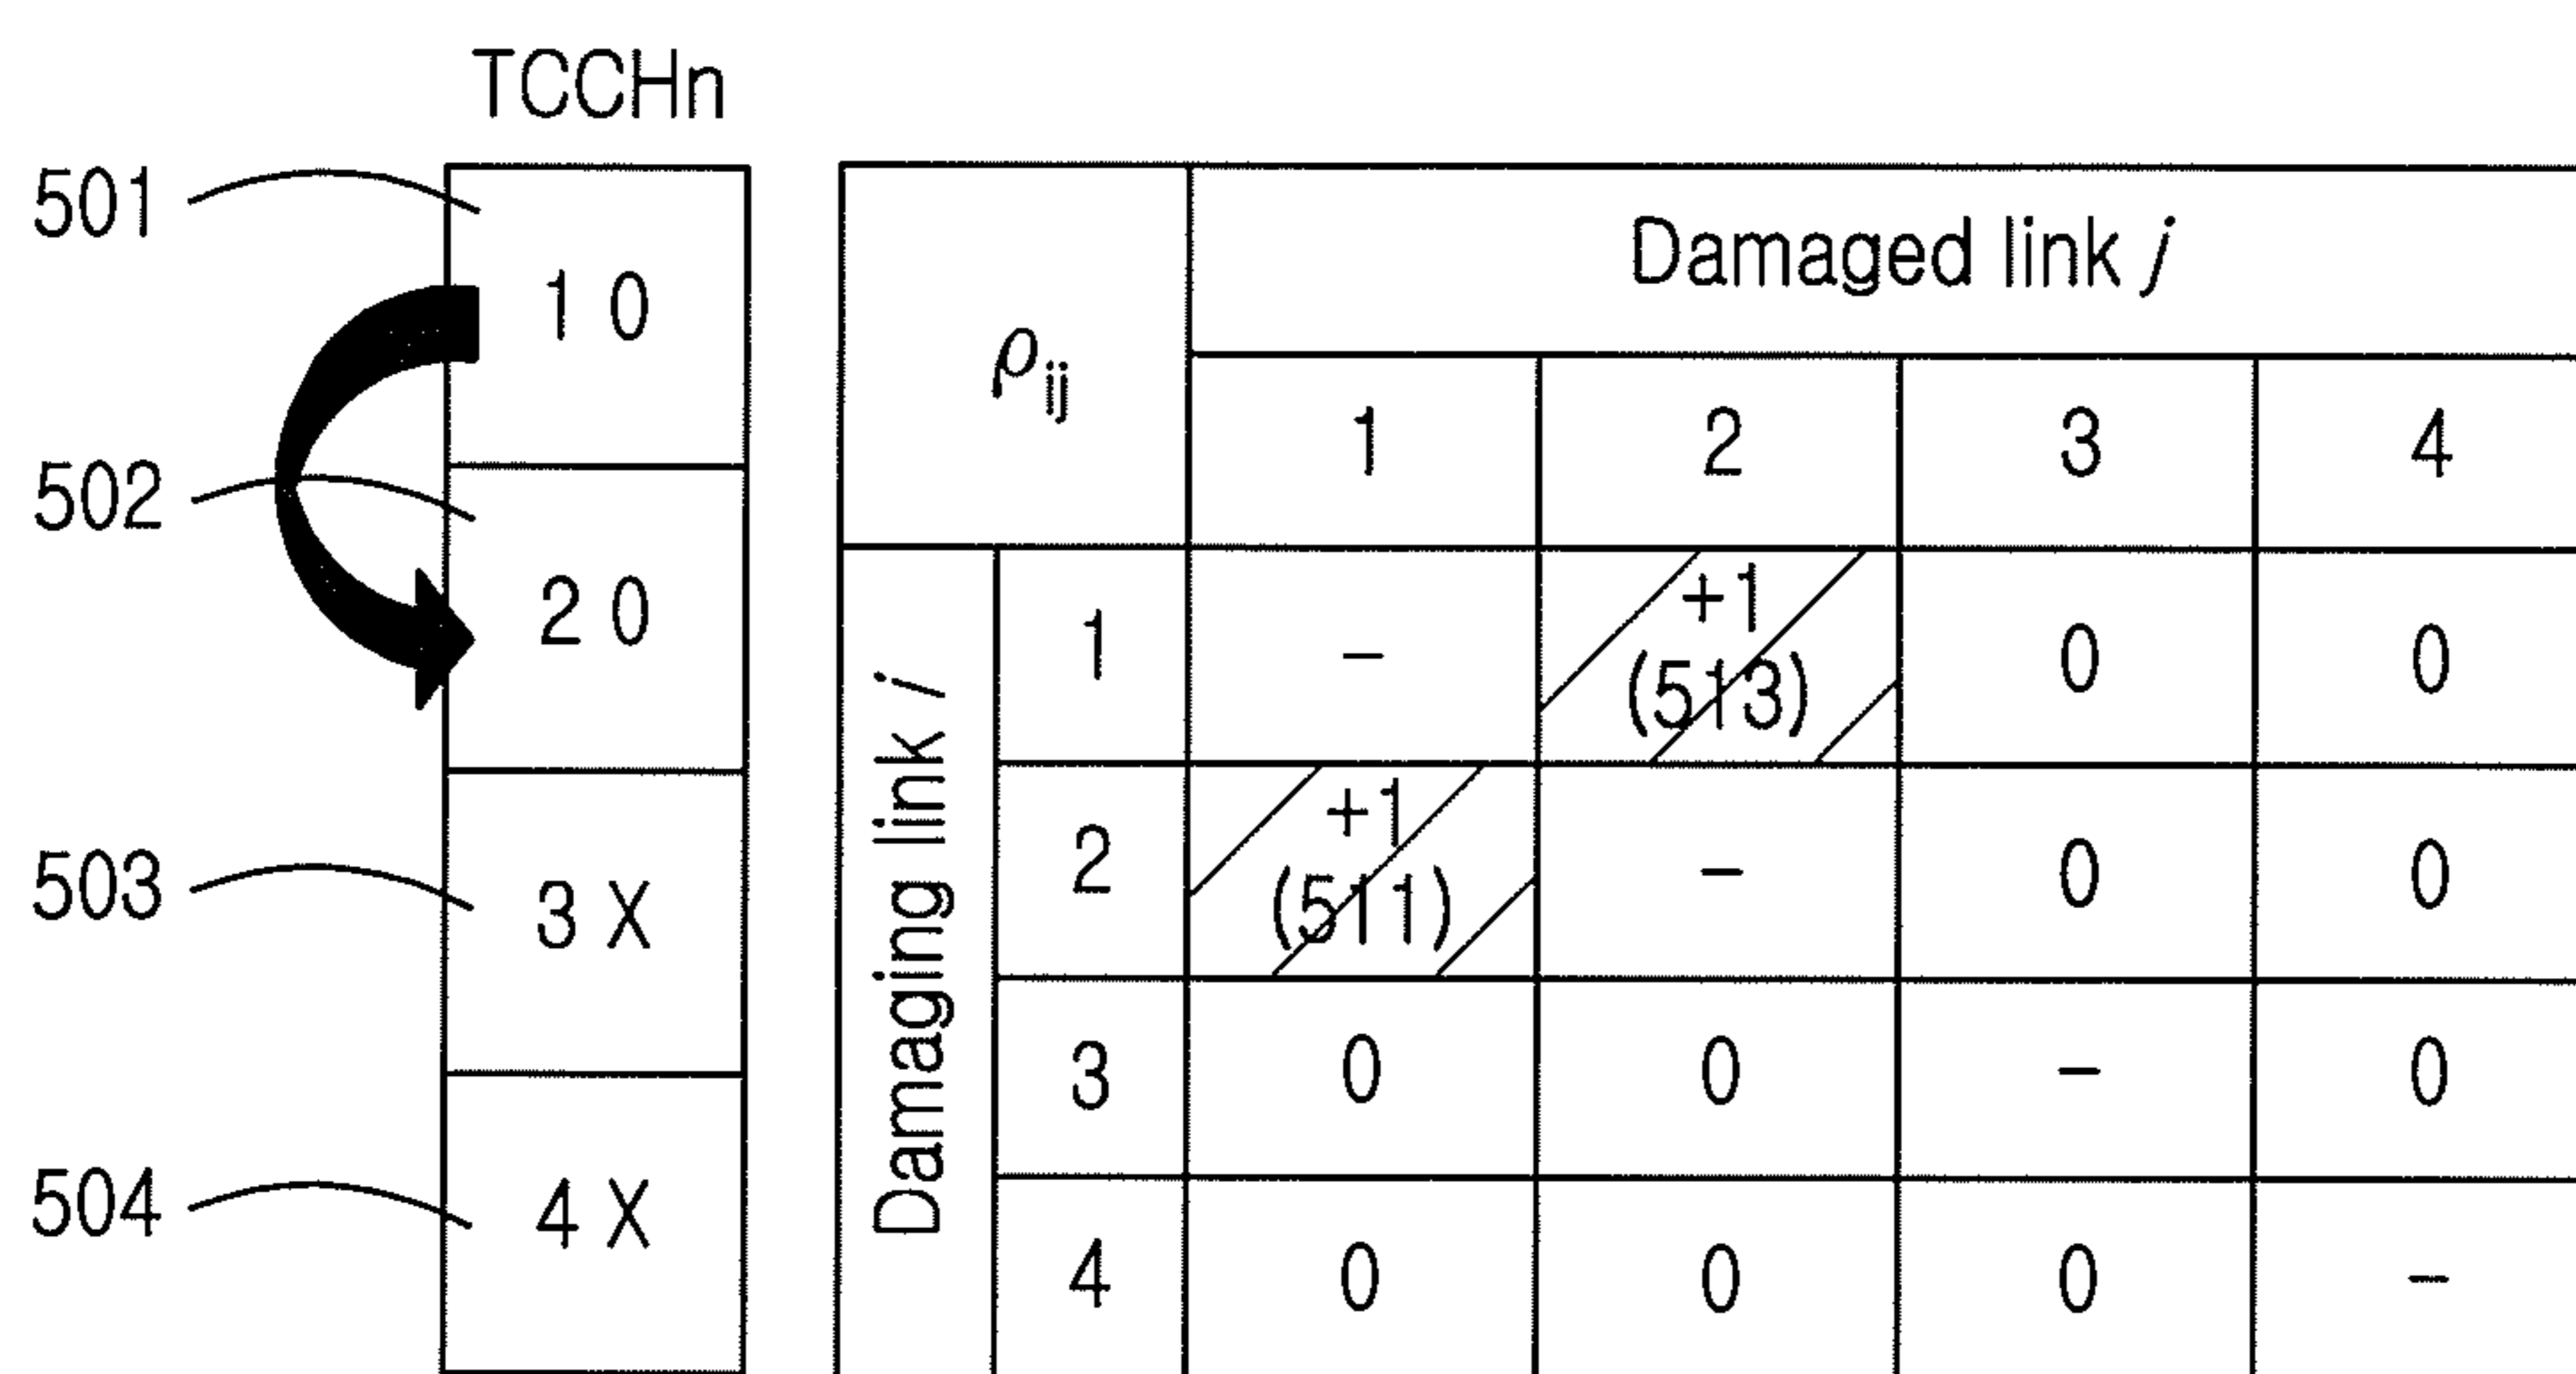 TCCHn
501
1 0
502
2 0
503
3 X
504
4 X
ρij
Damaged link j
1 2 3 4
Damaging link i
1 – +1 (513) 0 0
2 +1 (511) – 0 0
3 0 0 – 0
4 0 0 0 –